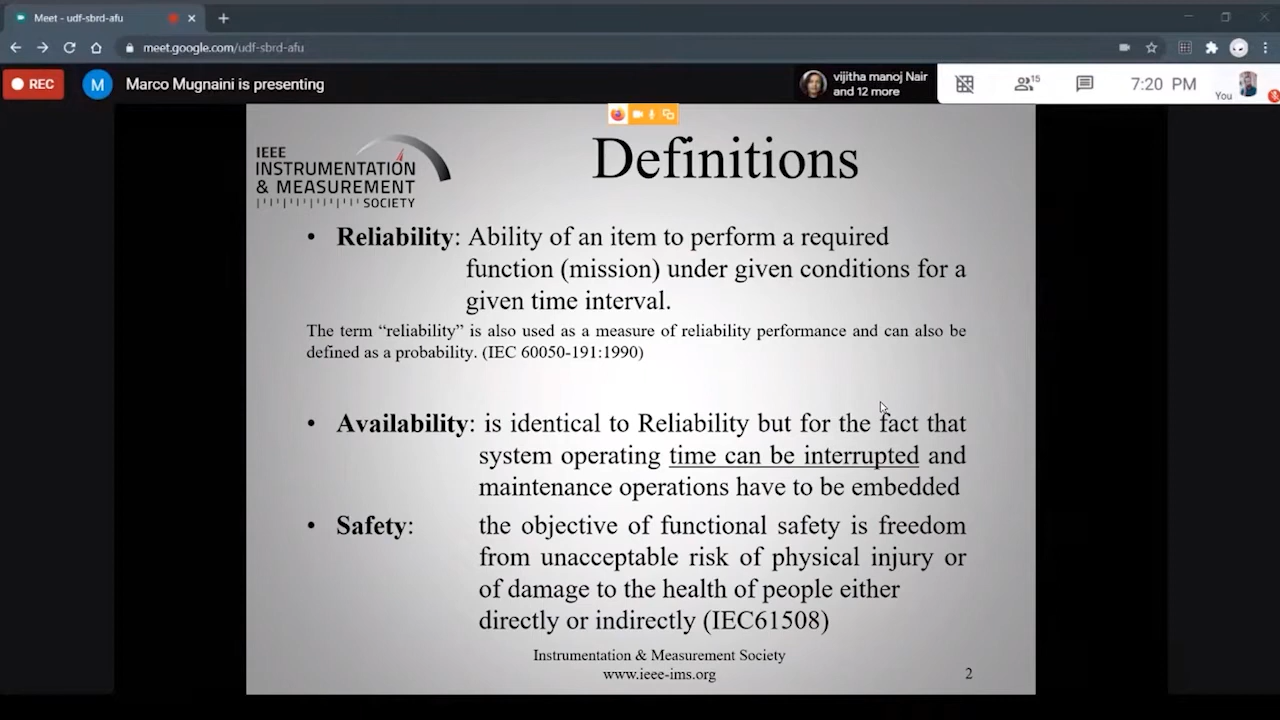 Meet - udf-sbrd-afu
meet.google.com/udf-sbrd-afu
REC
M
Marco Mugnaini is presenting
vijitha manoj Nair
and 12 more
15
7:20 PM
You
IEEE
INSTRUMENTATION
& MEASUREMENT
SOCIETY
Definitions
• Reliability: Ability of an item to perform a required
function (mission) under given conditions for a
given time interval.
The term “reliability” is also used as a measure of reliability performance and can also be
defined as a probability. (IEC 60050-191:1990)
• Availability: is identical to Reliability but for the fact that
system operating time can be interrupted and
maintenance operations have to be embedded
• Safety: the objective of functional safety is freedom
from unacceptable risk of physical injury or
of damage to the health of people either
directly or indirectly (IEC61508)
Instrumentation & Measurement Society
www.ieee-ims.org
2